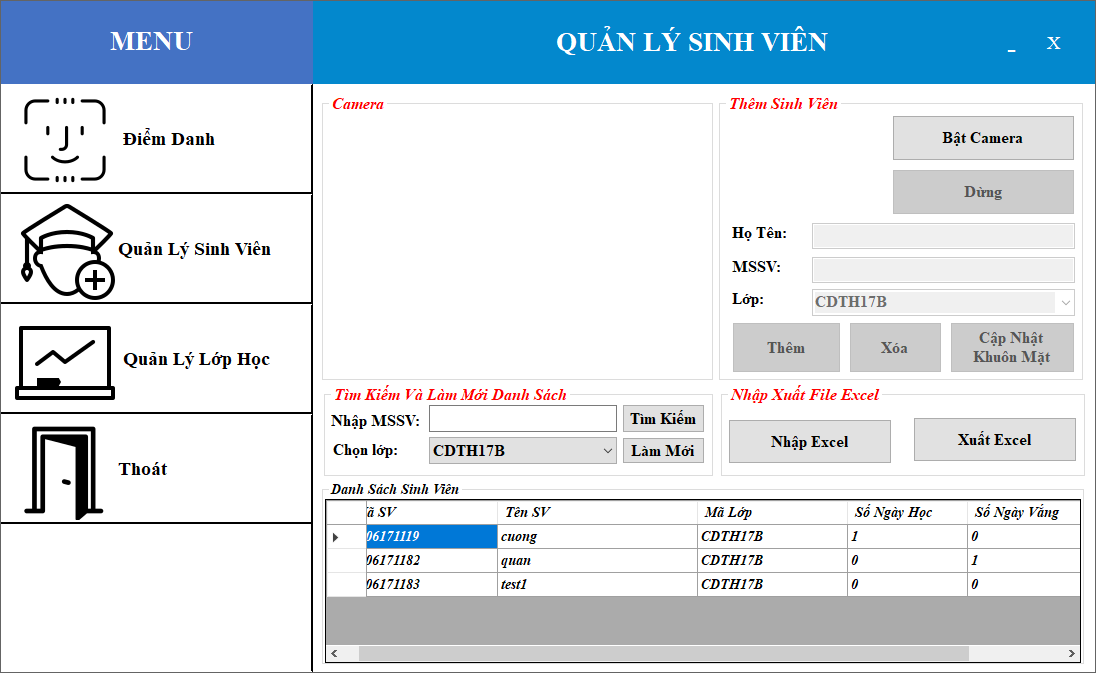 MENU
QUẢN LÝ SINH VIÊN
_ X
Điểm Danh
Quản Lý Sinh Viên
Quản Lý Lớp Học
Thoát
Camera
Thêm Sinh Viên
Bật Camera
Dừng
Họ Tên:
MSSV:
Lớp: CDTH17B
Thêm Xóa Cập Nhật
Khuôn Mặt
Tìm Kiếm Và Làm Mới Danh Sách
Nhập MSSV: Tìm Kiếm
Chọn lớp: CDTH17B Làm Mới
Nhập Xuất File Excel
Nhập Excel Xuất Excel
Danh Sách Sinh Viên
ã SV Tên SV Mã Lớp Số Ngày Học Số Ngày Vắng
06171119 cuong CDTH17B 1 0
06171182 quan CDTH17B 0 1
06171183 test1 CDTH17B 0 0